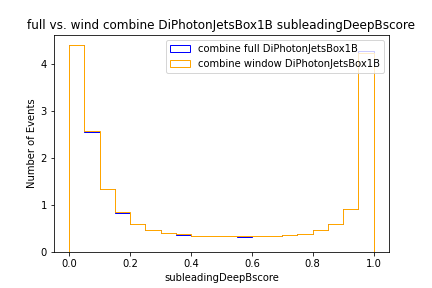 full vs. wind combine DiPhotonJetsBox1B subleadingDeepBscore
combine full DiPhotonJetsBox1B
combine window DiPhotonJetsBox1B
Number of Events
4
3
2
1
0
0.0 0.2 0.4 0.6 0.8 1.0
subleadingDeepBscore